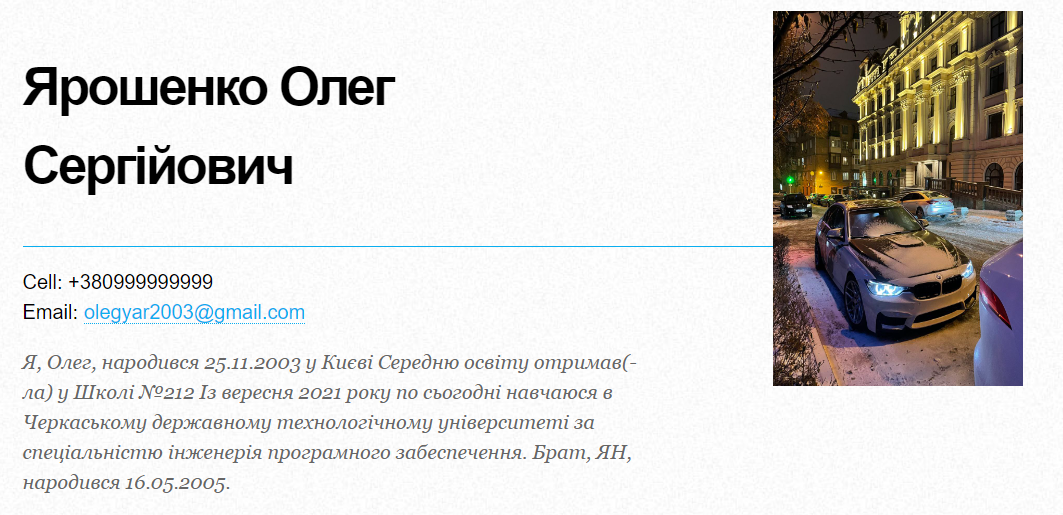 Ярошенко Олег
Сергійович
Cell: +380999999999
Email: olegyar2003@gmail.com
Я, Олег, народився 25.11.2003 у Києві Середню освіту отримав(-
ла) у Школі №212 Із вересня 2021 року по сьогодні навчаюся в
Черкаському державному технологічному університеті за
спеціальністю інженерія програмного забеспечення. Брат, ЯН,
народився 16.05.2005.